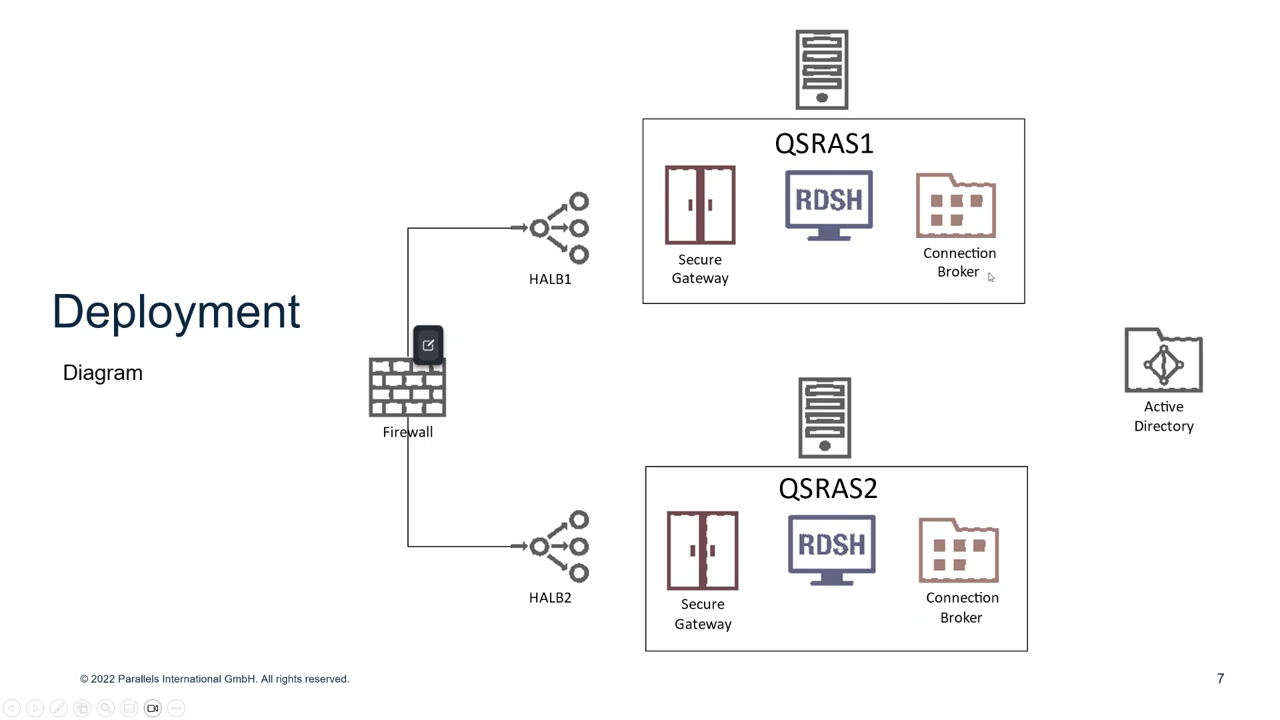 Deployment
Diagram
Firewall
HALB1
HALB2
QSRAS1
Secure
Gateway
RDSH
Connection
Broker
QSRAS2
Secure
Gateway
RDSH
Connection
Broker
Active
Directory
© 2022 Parallels International GmbH. All rights reserved.
7